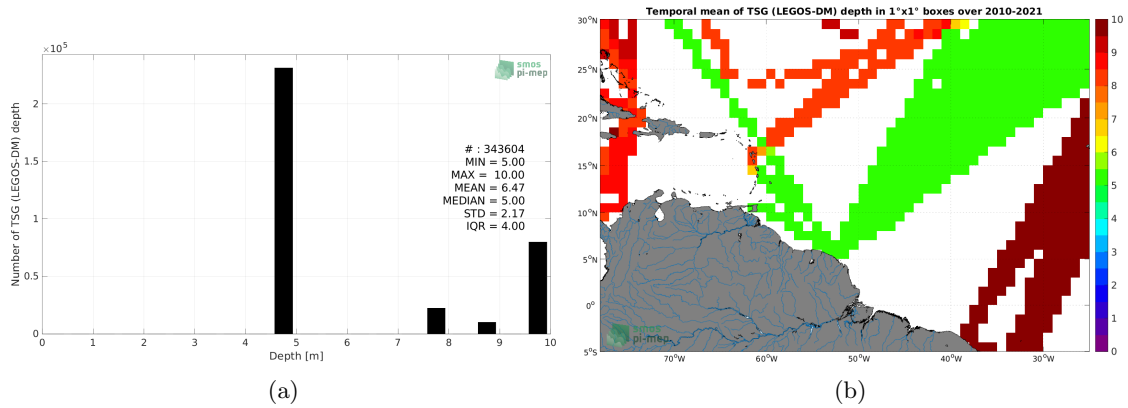 ×10⁵
2
1.5
1
0.5
0
Number of TSG (LEGOS-DM) depth
smos
pi-mep
# : 343604
MIN = 5.00
MAX = 10.00
MEAN = 6.47
MEDIAN = 5.00
STD = 2.17
IQR = 4.00
0 1 2 3 4 5 6 7 8 9 10
Depth [m]
(a)
Temporal mean of TSG (LEGOS-DM) depth in 1°x1° boxes over 2010-2021
30°N
25°N
20°N
15°N
10°N
5°N
0°
5°S
70°W 60°W 50°W 40°W 30°W
smos
pi-mep
10
9
8
7
6
5
4
3
2
1
0
(b)